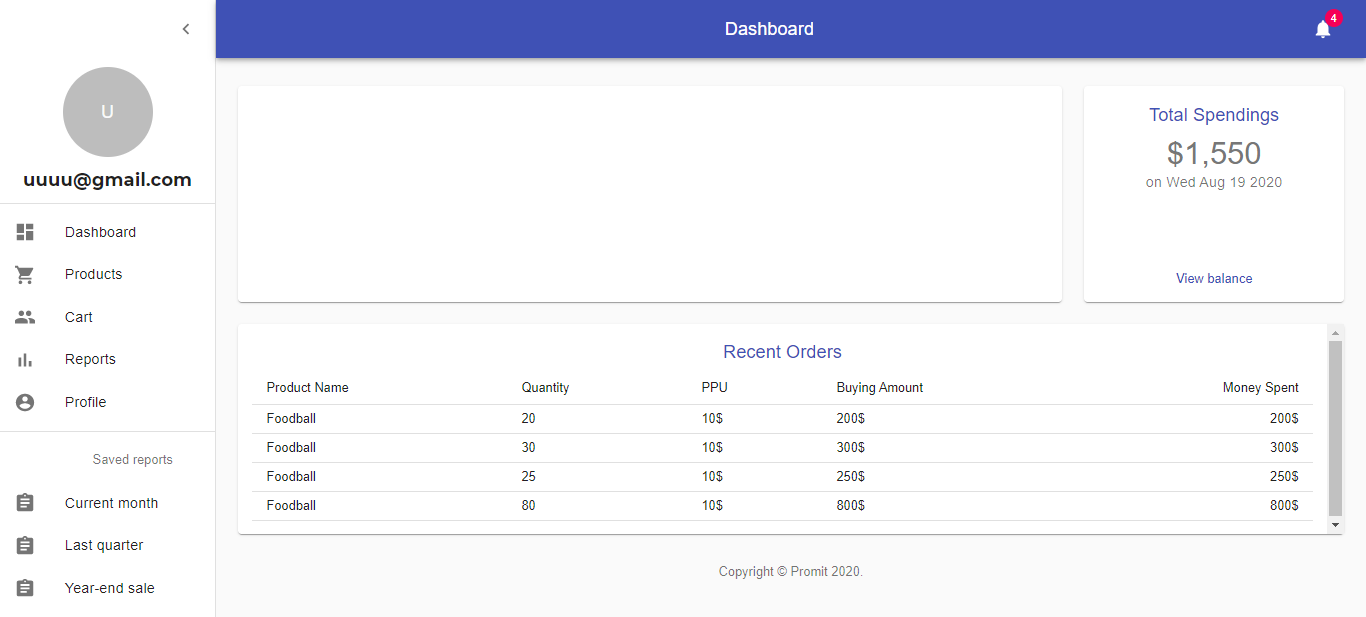 Dashboard
4
U
uuuu@gmail.com
Dashboard
Products
Cart
Reports
Profile
Saved reports
Current month
Last quarter
Year-end sale
Total Spendings
$1,550
on Wed Aug 19 2020
View balance
Recent Orders
Product Name Quantity PPU Buying Amount Money Spent
Foodball 20 10$ 200$ 200$
Foodball 30 10$ 300$ 300$
Foodball 25 10$ 250$ 250$
Foodball 80 10$ 800$ 800$
Copyright © Promit 2020.